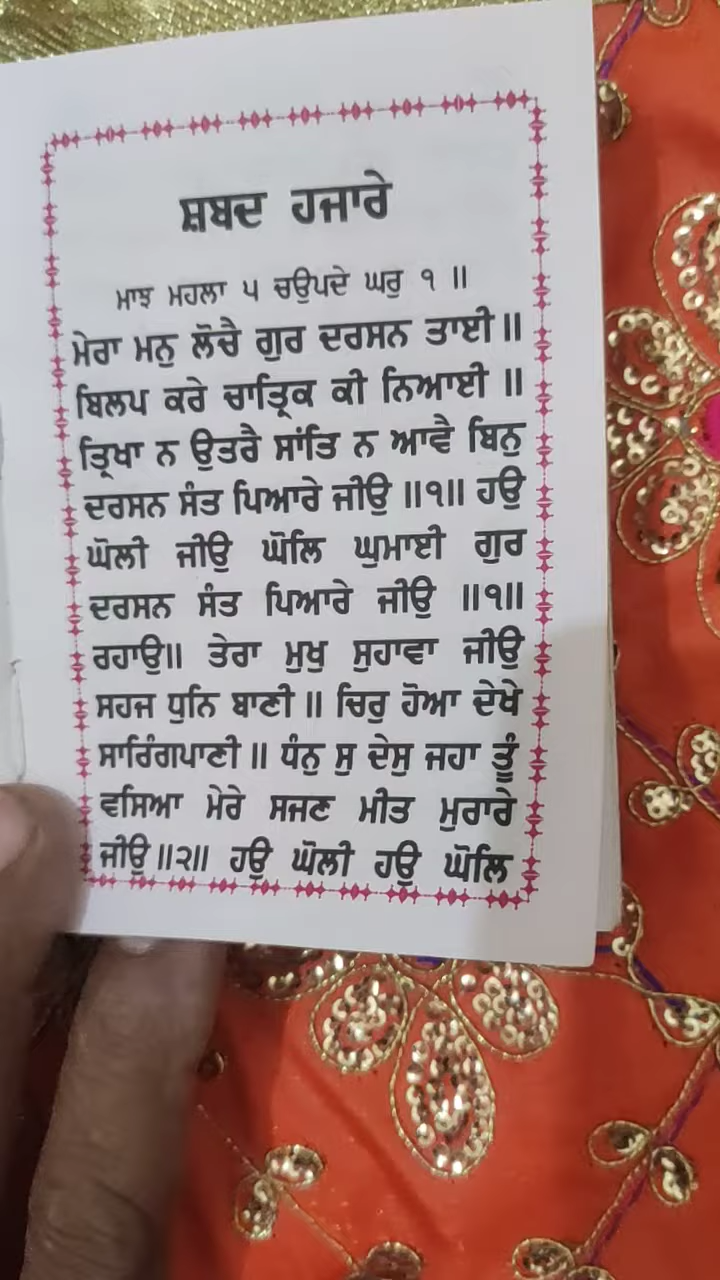 ਸ਼ਬਦ ਹਜਾਰੇ
ਮਾਝ ਮਹਲਾ ੫ ਚਉਪਦੇ ਘਰੁ ੧ ॥
ਮੇਰਾ ਮਨੁ ਲੋਚੈ ਗੁਰ ਦਰਸਨ ਤਾਈ ॥
ਬਿਲਪ ਕਰੇ ਚਾਤ੍ਰਿਕ ਕੀ ਨਿਆਈ ॥
ਤ੍ਰਿਖਾ ਨ ਉਤਰੈ ਸਾਂਤਿ ਨ ਆਵੈ ਬਿਨੁ
ਦਰਸਨ ਸੰਤ ਪਿਆਰੇ ਜੀਉ ॥੧॥ ਹਉ
ਘੋਲੀ ਜੀਉ ਘੋਲਿ ਘੁਮਾਈ ਗੁਰ
ਦਰਸਨ ਸੰਤ ਪਿਆਰੇ ਜੀਉ ॥੧॥
ਰਹਾਉ॥ ਤੇਰਾ ਮੁਖੁ ਸੁਹਾਵਾ ਜੀਉ
ਸਹਜ ਧੁਨਿ ਬਾਣੀ ॥ ਚਿਰੁ ਹੋਆ ਦੇਖੇ
ਸਾਰਿੰਗਪਾਣੀ ॥ ਧੰਨੁ ਸੁ ਦੇਸੁ ਜਹਾ ਤੂੰ
ਵਸਿਆ ਮੇਰੇ ਸਜਣ ਮੀਤ ਮੁਰਾਰੇ
ਜੀਉ ॥੨॥ ਹਉ ਘੋਲੀ ਹਉ ਘੋਲਿ